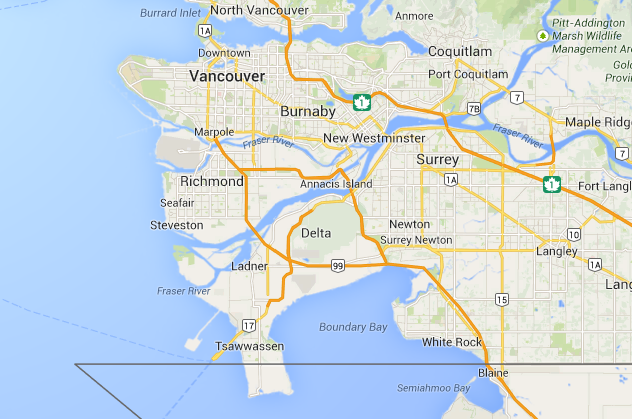 North Vancouver
Burrard Inlet
Anmore
Pitt-Addington
Marsh Wildlife
Management Are
1A
Downtown
Coquitlam
Gold
Provi
Vancouver
Port Coquitlam
1
7
7B
Burnaby
Maple Ridge
Marpole
Fraser River
New Westminster
Fraser River
7
Surrey
Richmond
Annacis Island
1A
1
Fort Langl
Seafair
Steveston
Newton
Delta
Surrey Newton
10
Langley
Ladner
99
1A
Lang
Fraser River
15
17
Boundary Bay
Tsawwassen
White Rock
Blaine
Semiahmoo Bay